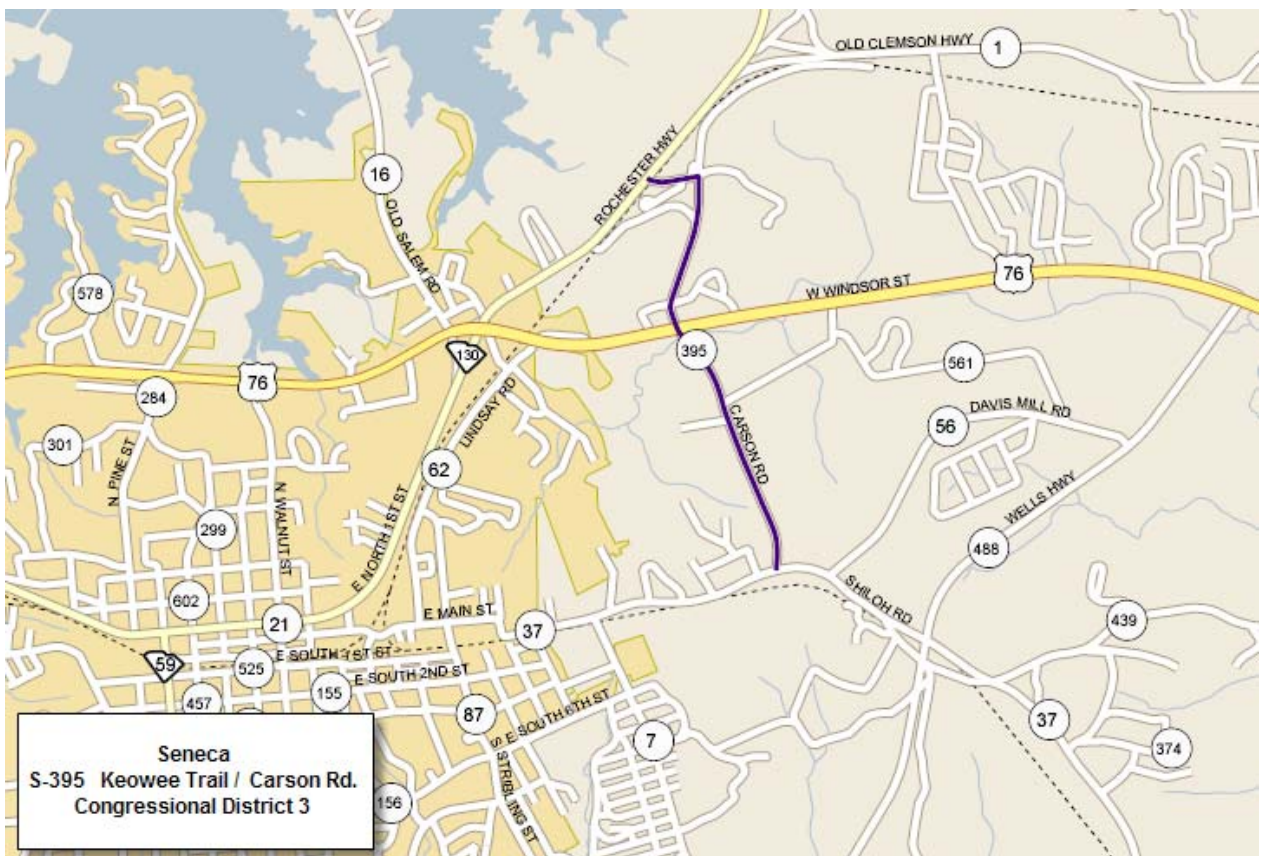 OLD CLEMSON HWY
1
ROCHESTER HWY
16
OLD SALEM RD
76
W WINDSOR ST
578
130
395
561
76
284
LINDSAY RD
CARSON RD
DAVIS MILL RD
56
301
N PINE ST
62
N WALNUT ST
WELLS HWY
299
E NORTH 1ST ST
488
602
SHILOH RD
21
E MAIN ST
37
439
59
E SOUTH 1ST ST
525
E SOUTH 2ND ST
155
457
87
E SOUTH 6TH ST
7
37
374
S STRIBLING ST
156
Seneca
S-395 Keowee Trail / Carson Rd.
Congressional District 3